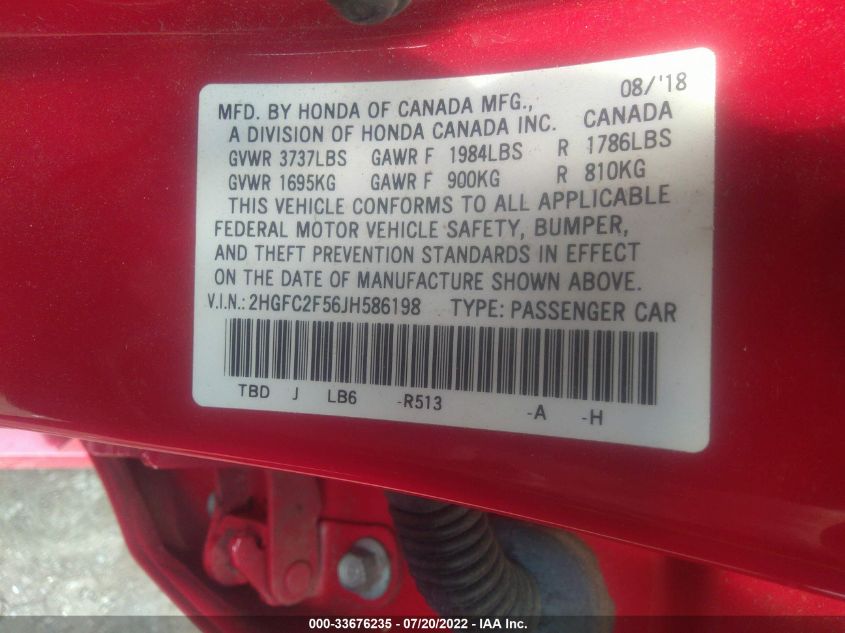 08/'18
MFD. BY HONDA OF CANADA MFG.,
A DIVISION OF HONDA CANADA INC. CANADA
GVWR 3737LBS GAWR F 1984LBS R 1786LBS
GVWR 1695KG GAWR F 900KG R 810KG
THIS VEHICLE CONFORMS TO ALL APPLICABLE
FEDERAL MOTOR VEHICLE SAFETY, BUMPER,
AND THEFT PREVENTION STANDARDS IN EFFECT
ON THE DATE OF MANUFACTURE SHOWN ABOVE.
V.I.N.: 2HGFC2F56JH586198 TYPE: PASSENGER CAR
TBD J LB6 -R513 -A -H
000-33676235 - 07/20/2022 - IAA Inc.